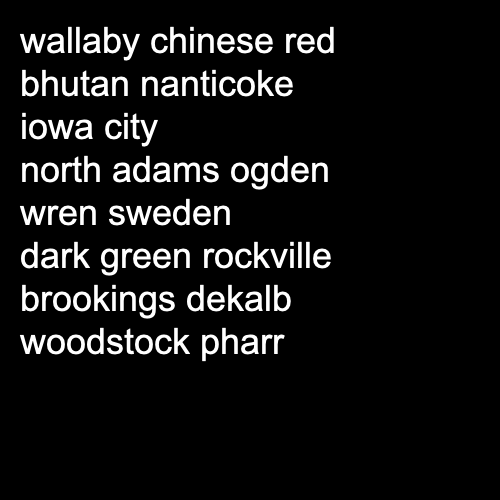 wallaby chinese red
bhutan nanticoke
iowa city
north adams ogden
wren sweden
dark green rockville
brookings dekalb
woodstock pharr